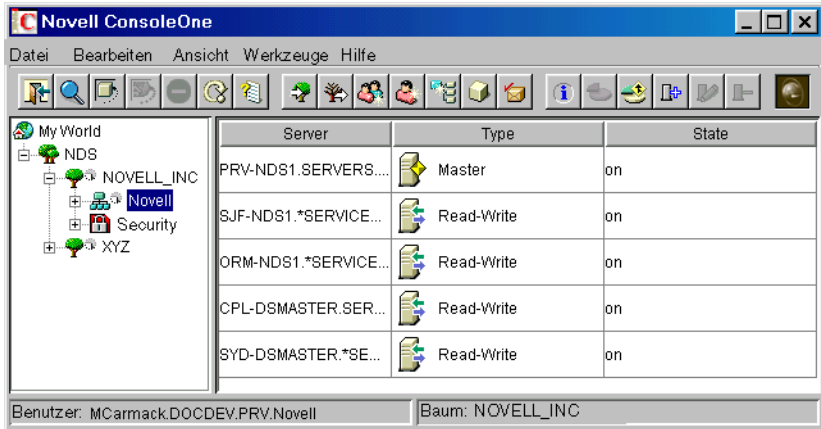 Novell ConsoleOne
Datei Bearbeiten Ansicht Werkzeuge Hilfe
My World
NDS
NOVELL_INC
Novell
Security
XYZ
Server Type State
PRV-NDS1.SERVERS.... Master on
SJF-NDS1.*SERVICE... Read-Write on
ORM-NDS1.*SERVICE... Read-Write on
CPL-DSMASTER.SER... Read-Write on
SYD-DSMASTER.*SE... Read-Write on
Benutzer: MCarmack.DOCDEV.PRV.Novell Baum: NOVELL_INC